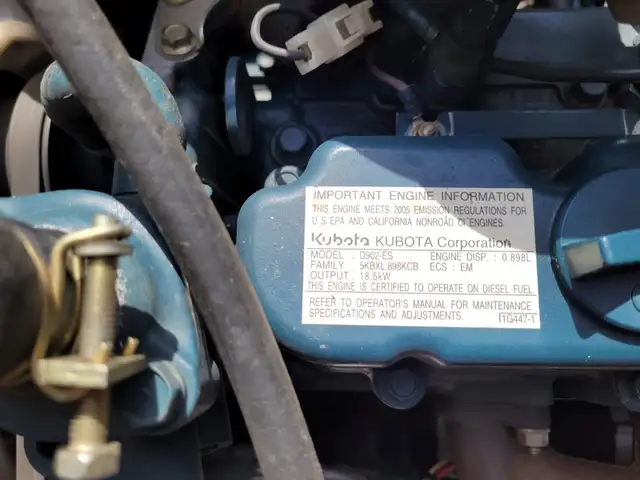 IMPORTANT ENGINE INFORMATION
THIS ENGINE MEETS 2005 EMISSION REGULATIONS FOR
U.S EPA AND CALIFORNIA NONROAD CI ENGINES.
Kubota KUBOTA Corporation
MODEL : D902-ES ENGINE DISP. : 0.898L
FAMILY : 5KBXL.898KCB ECS : EM
OUTPUT : 18.5kW
THIS ENGINE IS CERTIFIED TO OPERATE ON DIESEL FUEL
REFER TO OPERATOR'S MANUAL FOR MAINTENANCE
SPECIFICATIONS AND ADJUSTMENTS. 1G447-1